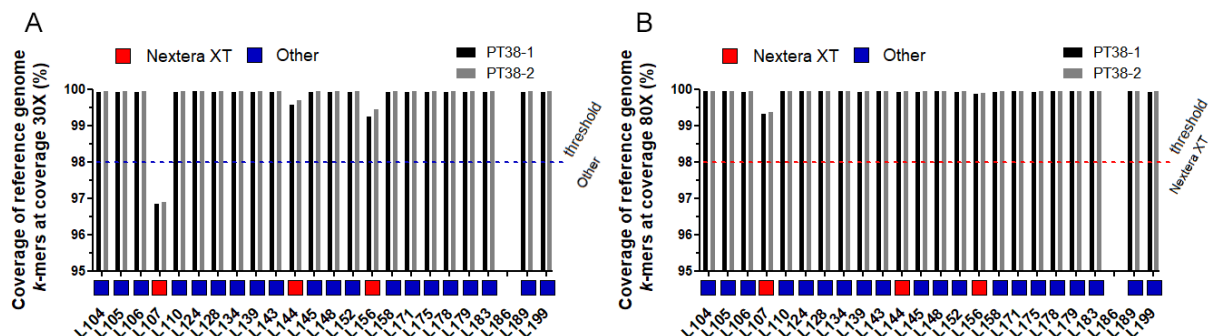 A
Nextera XT
Other
PT38-1
PT38-2
Coverage of reference genome
k-mers at coverage 30X (%)
100
99
98
97
96
95
threshold
Other
L104
L105
L106
L107
L110
L124
L128
L134
L139
L143
L144
L145
L148
L152
L156
L158
L171
L175
L178
L179
L183
L186
L189
L199
B
Nextera XT
Other
PT38-1
PT38-2
Coverage of reference genome
k-mers at coverage 80X (%)
100
99
98
97
96
95
threshold
Nextera XT
L104
L105
L106
L107
L110
L124
L128
L134
L139
L143
L144
L145
L148
L152
L156
L158
L171
L175
L178
L179
L183
L186
L189
L199